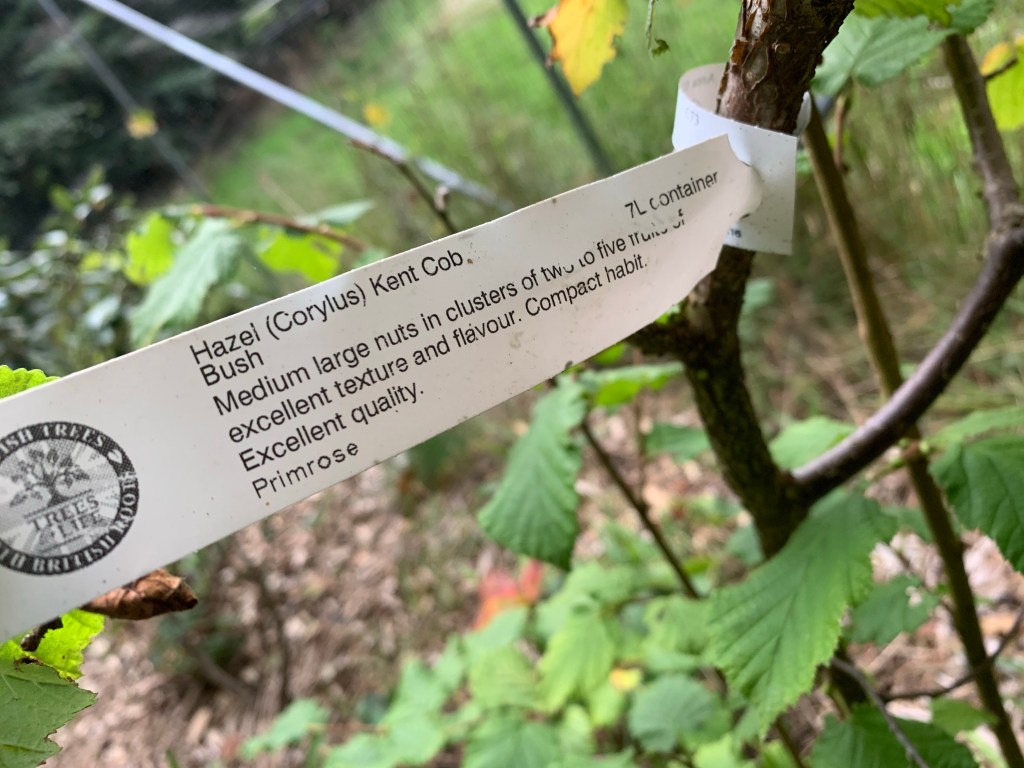 7L container
Hazel (Corylus) Kent Cob
Bush
Medium large nuts in clusters of two to five fruits of
excellent texture and flavour. Compact habit.
Excellent quality.
Primrose
TREES
LIFE